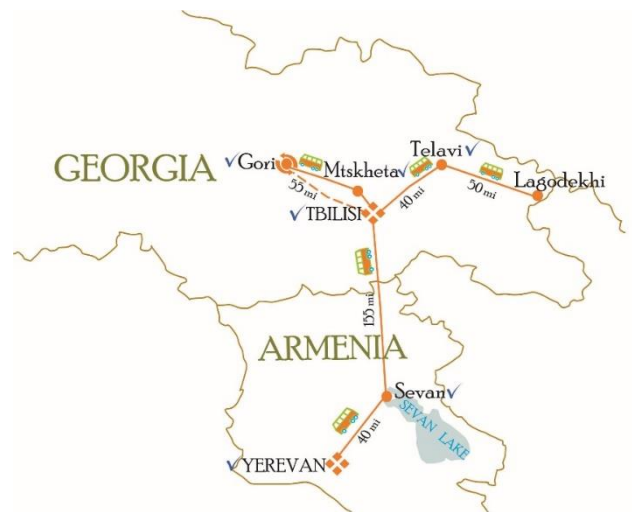 Telavi
GEORGIA
Gori
Mtskheta
Lagodekhi
55 mi
40 mi
50 mi
TBILISI
155 mi
ARMENIA
Sevan
SEVAN LAKE
40 mi
YEREVAN